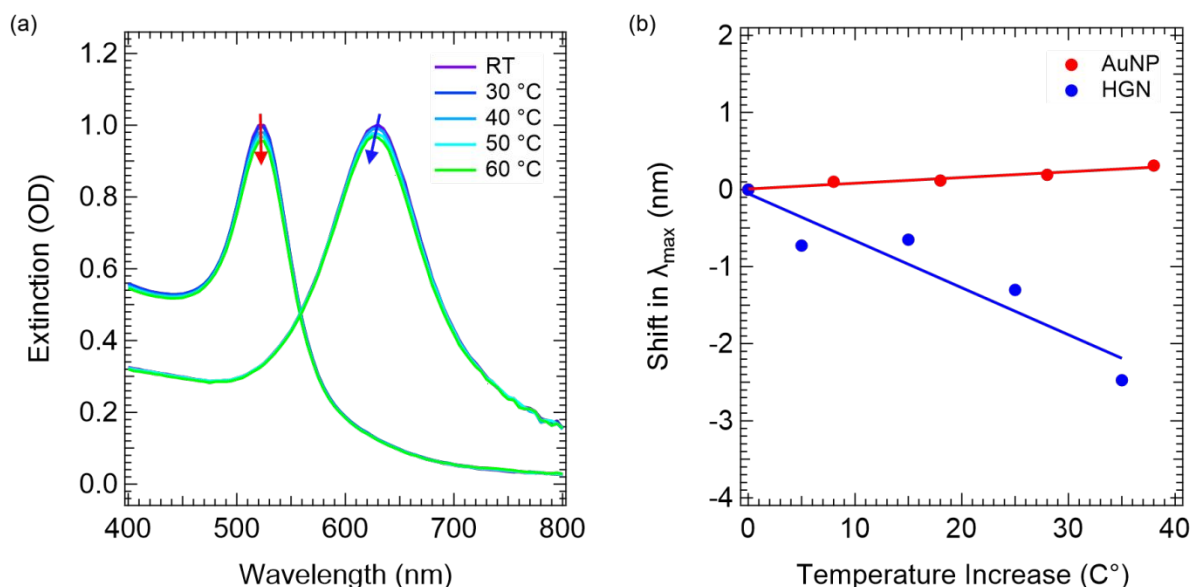 (a)
1.2
1.0
0.8
0.6
0.4
0.2
0.0
Extinction (OD)
RT
30 °C
40 °C
50 °C
60 °C
400
500
600
700
800
Wavelength (nm)
(b)
2
1
0
-1
-2
-3
-4
Shift in λmax (nm)
AuNP
HGN
0
10
20
30
40
Temperature Increase (C°)